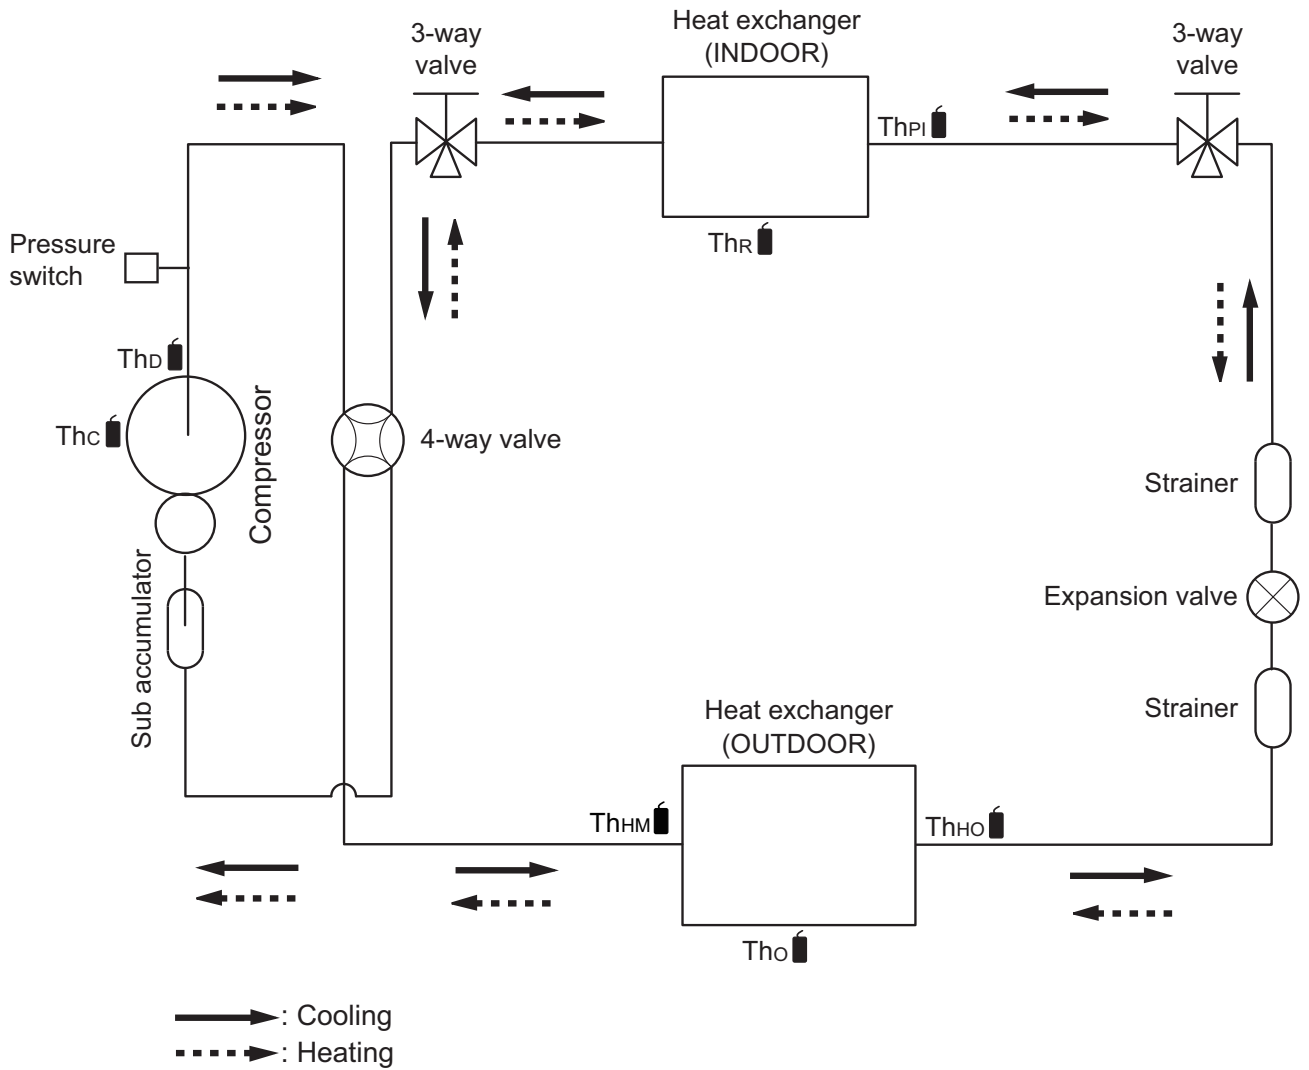 Heat exchanger
(INDOOR)
3-way
valve
3-way
valve
ThPI
ThR
Pressure
switch
ThD
ThC
Compressor
4-way valve
Strainer
Expansion valve
Sub accumulator
Strainer
Heat exchanger
(OUTDOOR)
ThHM
ThHO
ThO
: Cooling
: Heating